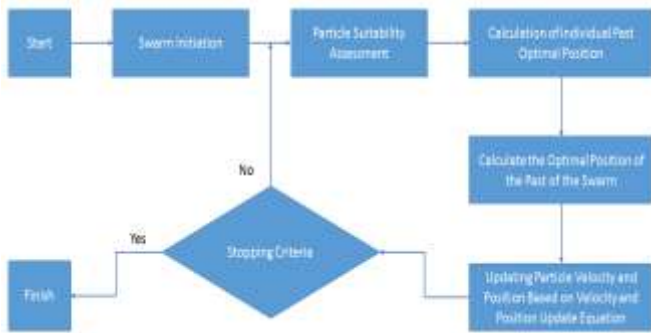 Start
Swarm Initiation
Particle Suitability
Assessment
Calculation of Individual Past
Optimal Position
Calculate the Optimal Position of
the Past of the Swarm
Updating Particle Velocity and
Position Based on Velocity and
Position Update Equation
Stopping Criteria
No
Yes
Finish